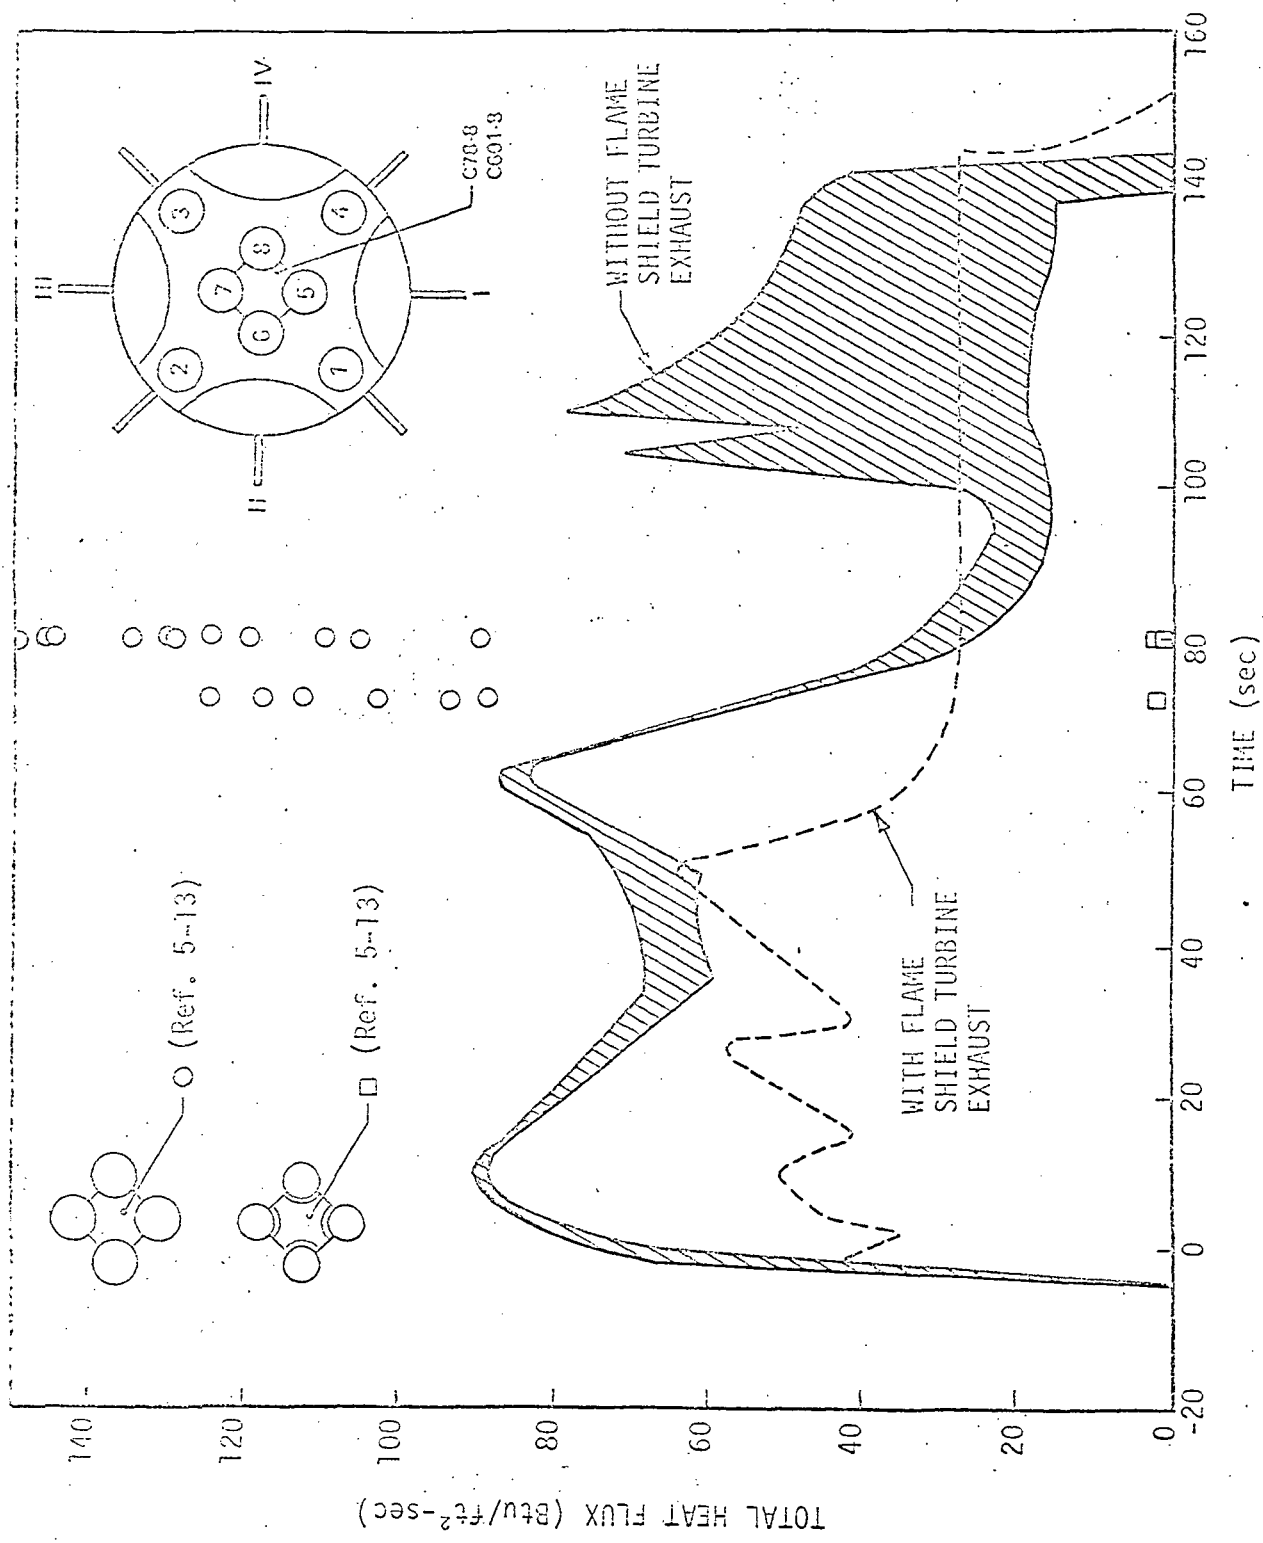 TOTAL HEAT FLUX (Btu/ft²-sec)
140
120
100
80
60
40
20
0
-20
0
20
40
60
80
100
120
140
160
TIME (sec)
○ (Ref. 5-13)
□ (Ref. 5-13)
WITH FLAME
SHIELD TURBINE
EXHAUST
WITHOUT FLAME
SHIELD TURBINE
EXHAUST
III
IV
II
I
2
3
7
8
6
5
1
4
C78-8
C601-8